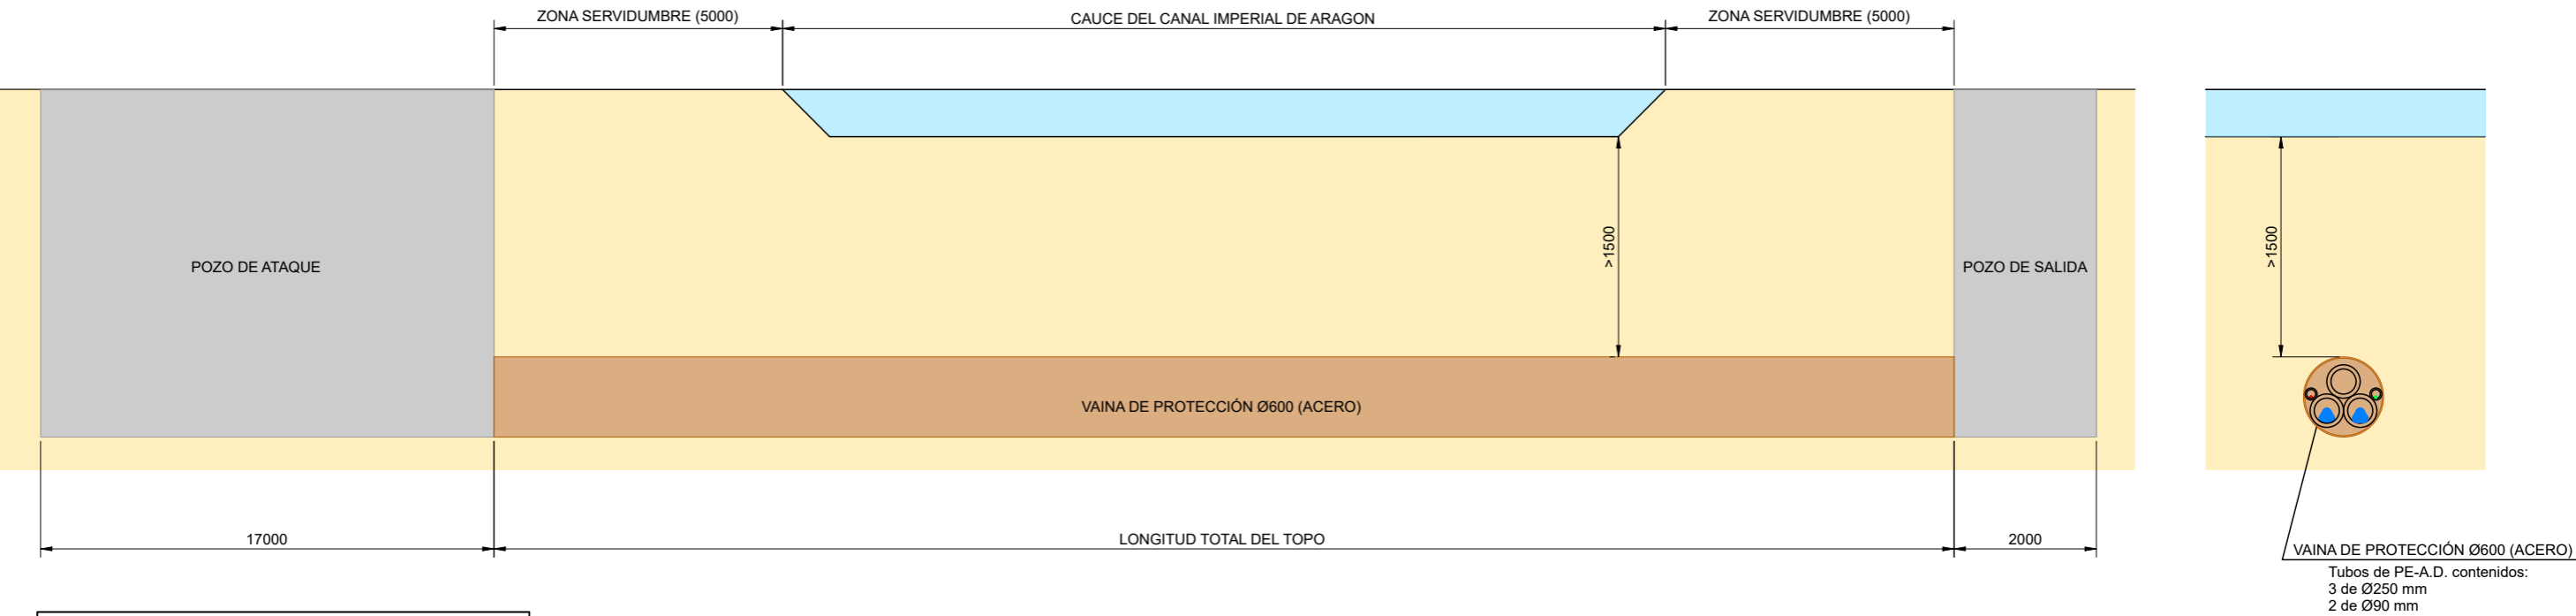 ZONA SERVIDUMBRE (5000)
CAUCE DEL CANAL IMPERIAL DE ARAGON
ZONA SERVIDUMBRE (5000)
POZO DE ATAQUE
>1500
POZO DE SALIDA
>1500
VAINA DE PROTECCIÓN Ø600 (ACERO)
17000
LONGITUD TOTAL DEL TOPO
2000
VAINA DE PROTECCIÓN Ø600 (ACERO)
Tubos de PE-A.D. contenidos:
3 de Ø250 mm
2 de Ø90 mm